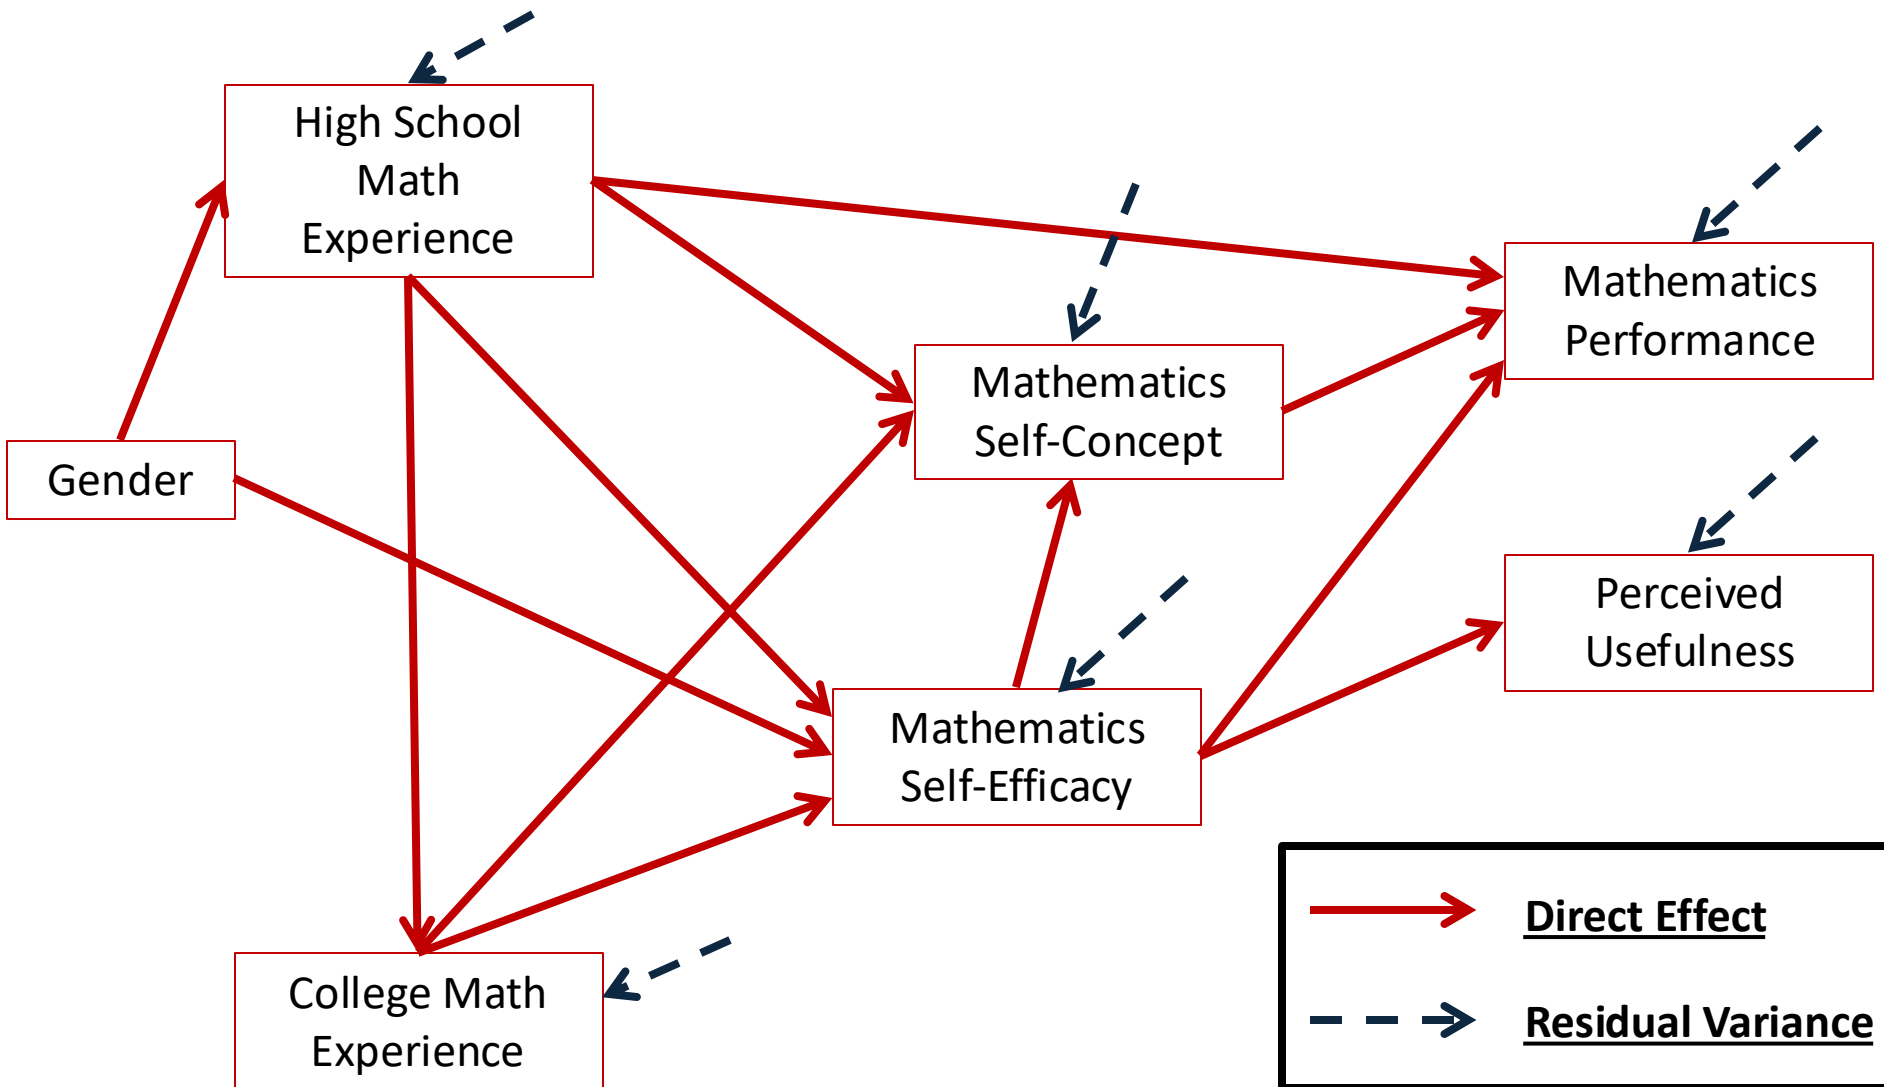 High School
Math
Experience
Mathematics
Performance
Mathematics
Self-Concept
Gender
Perceived
Usefulness
Mathematics
Self-Efficacy
College Math
Experience
Direct Effect
Residual Variance